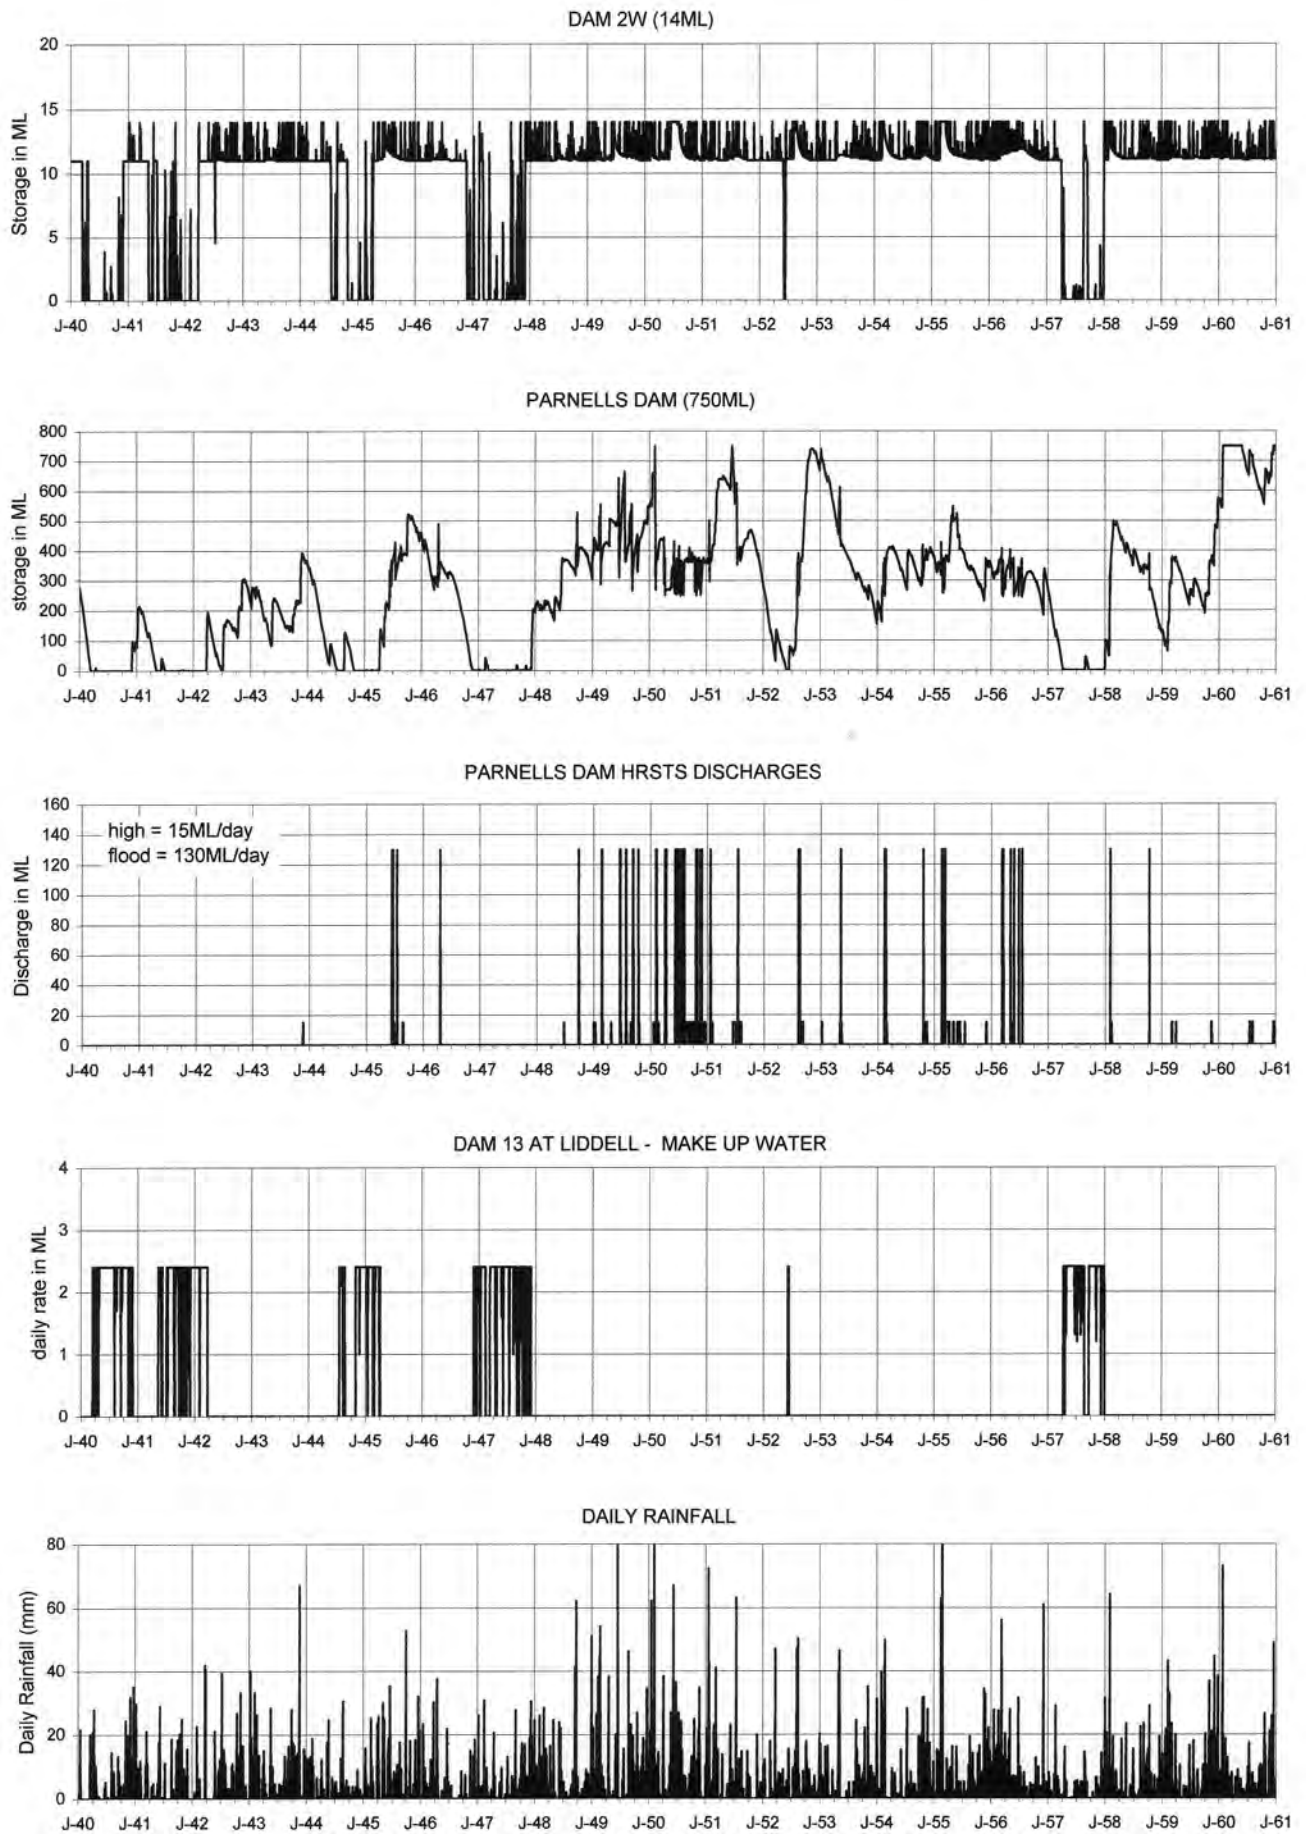 DAM 2W (14ML)
20
15
10
5
0
Storage in ML
J-40 J-41 J-42 J-43 J-44 J-45 J-46 J-47 J-48 J-49 J-50 J-51 J-52 J-53 J-54 J-55 J-56 J-57 J-58 J-59 J-60 J-61
PARNELLS DAM (750ML)
800
700
600
500
400
300
200
100
0
storage in ML
J-40 J-41 J-42 J-43 J-44 J-45 J-46 J-47 J-48 J-49 J-50 J-51 J-52 J-53 J-54 J-55 J-56 J-57 J-58 J-59 J-60 J-61
PARNELLS DAM HRSTS DISCHARGES
160
140
120
100
80
60
40
20
0
Discharge in ML
high = 15ML/day
flood = 130ML/day
J-40 J-41 J-42 J-43 J-44 J-45 J-46 J-47 J-48 J-49 J-50 J-51 J-52 J-53 J-54 J-55 J-56 J-57 J-58 J-59 J-60 J-61
DAM 13 AT LIDDELL - MAKE UP WATER
4
3
2
1
0
daily rate in ML
J-40 J-41 J-42 J-43 J-44 J-45 J-46 J-47 J-48 J-49 J-50 J-51 J-52 J-53 J-54 J-55 J-56 J-57 J-58 J-59 J-60 J-61
DAILY RAINFALL
80
60
40
20
0
Daily Rainfall (mm)
J-40 J-41 J-42 J-43 J-44 J-45 J-46 J-47 J-48 J-49 J-50 J-51 J-52 J-53 J-54 J-55 J-56 J-57 J-58 J-59 J-60 J-61